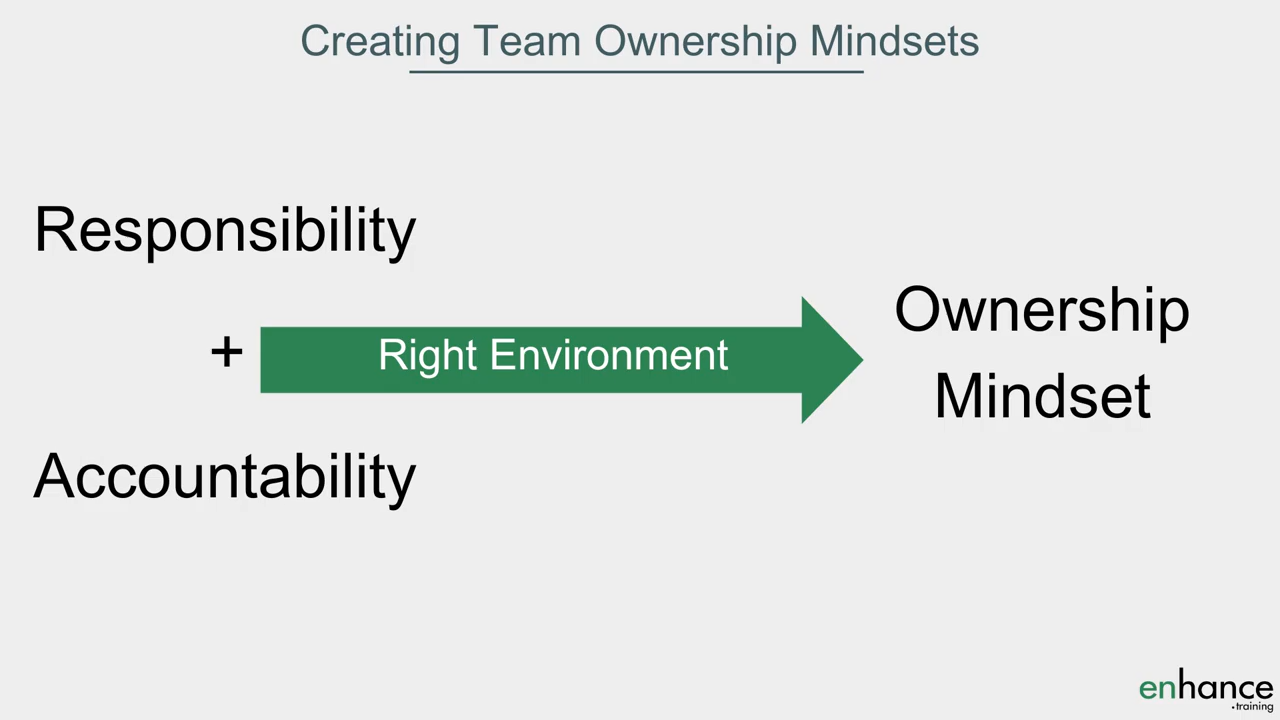 Creating Team Ownership Mindsets
Responsibility
+
Right Environment
Accountability
Ownership
Mindset
enhance
.training